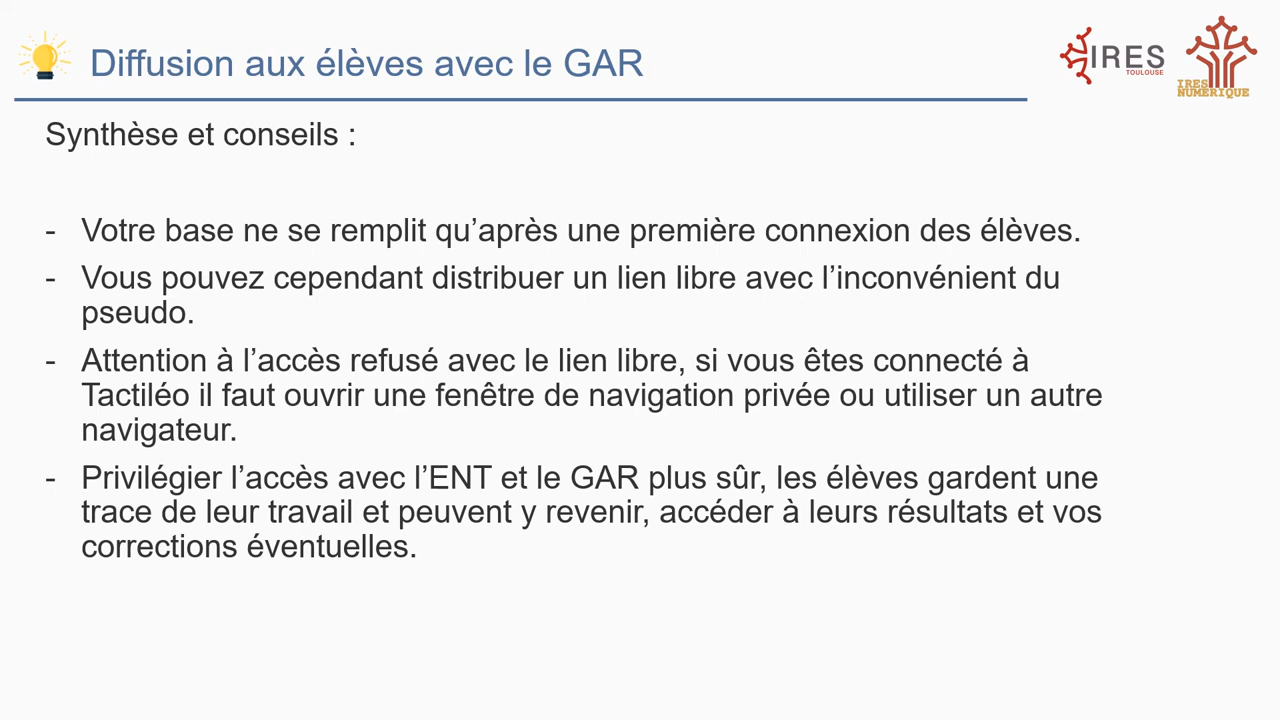 Diffusion aux élèves avec le GAR
IRES
TOULOUSE
IRES
NUMERIQUE
Synthèse et conseils :
- Votre base ne se remplit qu’après une première connexion des élèves.
- Vous pouvez cependant distribuer un lien libre avec l’inconvénient du
pseudo.
- Attention à l’accès refusé avec le lien libre, si vous êtes connecté à
Tactiléo il faut ouvrir une fenêtre de navigation privée ou utiliser un autre
navigateur.
- Privilégier l’accès avec l’ENT et le GAR plus sûr, les élèves gardent une
trace de leur travail et peuvent y revenir, accéder à leurs résultats et vos
corrections éventuelles.